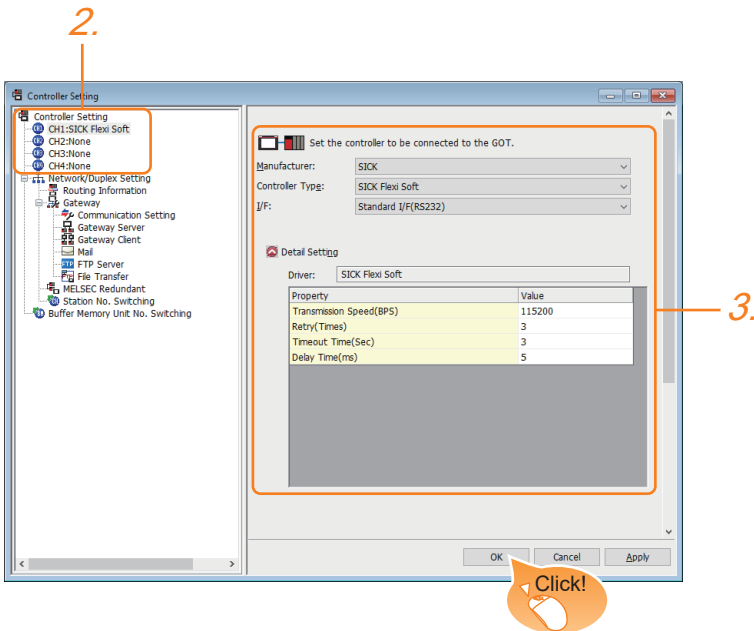 2.
Controller Setting
Controller Setting
CH1:SICK Flexi Soft
CH2:None
CH3:None
CH4:None
Network/Duplex Setting
Routing Information
Gateway
Communication Setting
Gateway Server
Gateway Client
Mail
FTP FTP Server
File Transfer
MELSEC Redundant
Station No. Switching
Buffer Memory Unit No. Switching
Set the controller to be connected to the GOT.
Manufacturer: SICK
Controller Type: SICK Flexi Soft
I/F: Standard I/F(RS232)
Detail Setting
Driver: SICK Flexi Soft
Property Value
Transmission Speed(BPS) 115200
Retry(Times) 3
Timeout Time(Sec) 3
Delay Time(ms) 5
3.
OK Cancel Apply
Click!